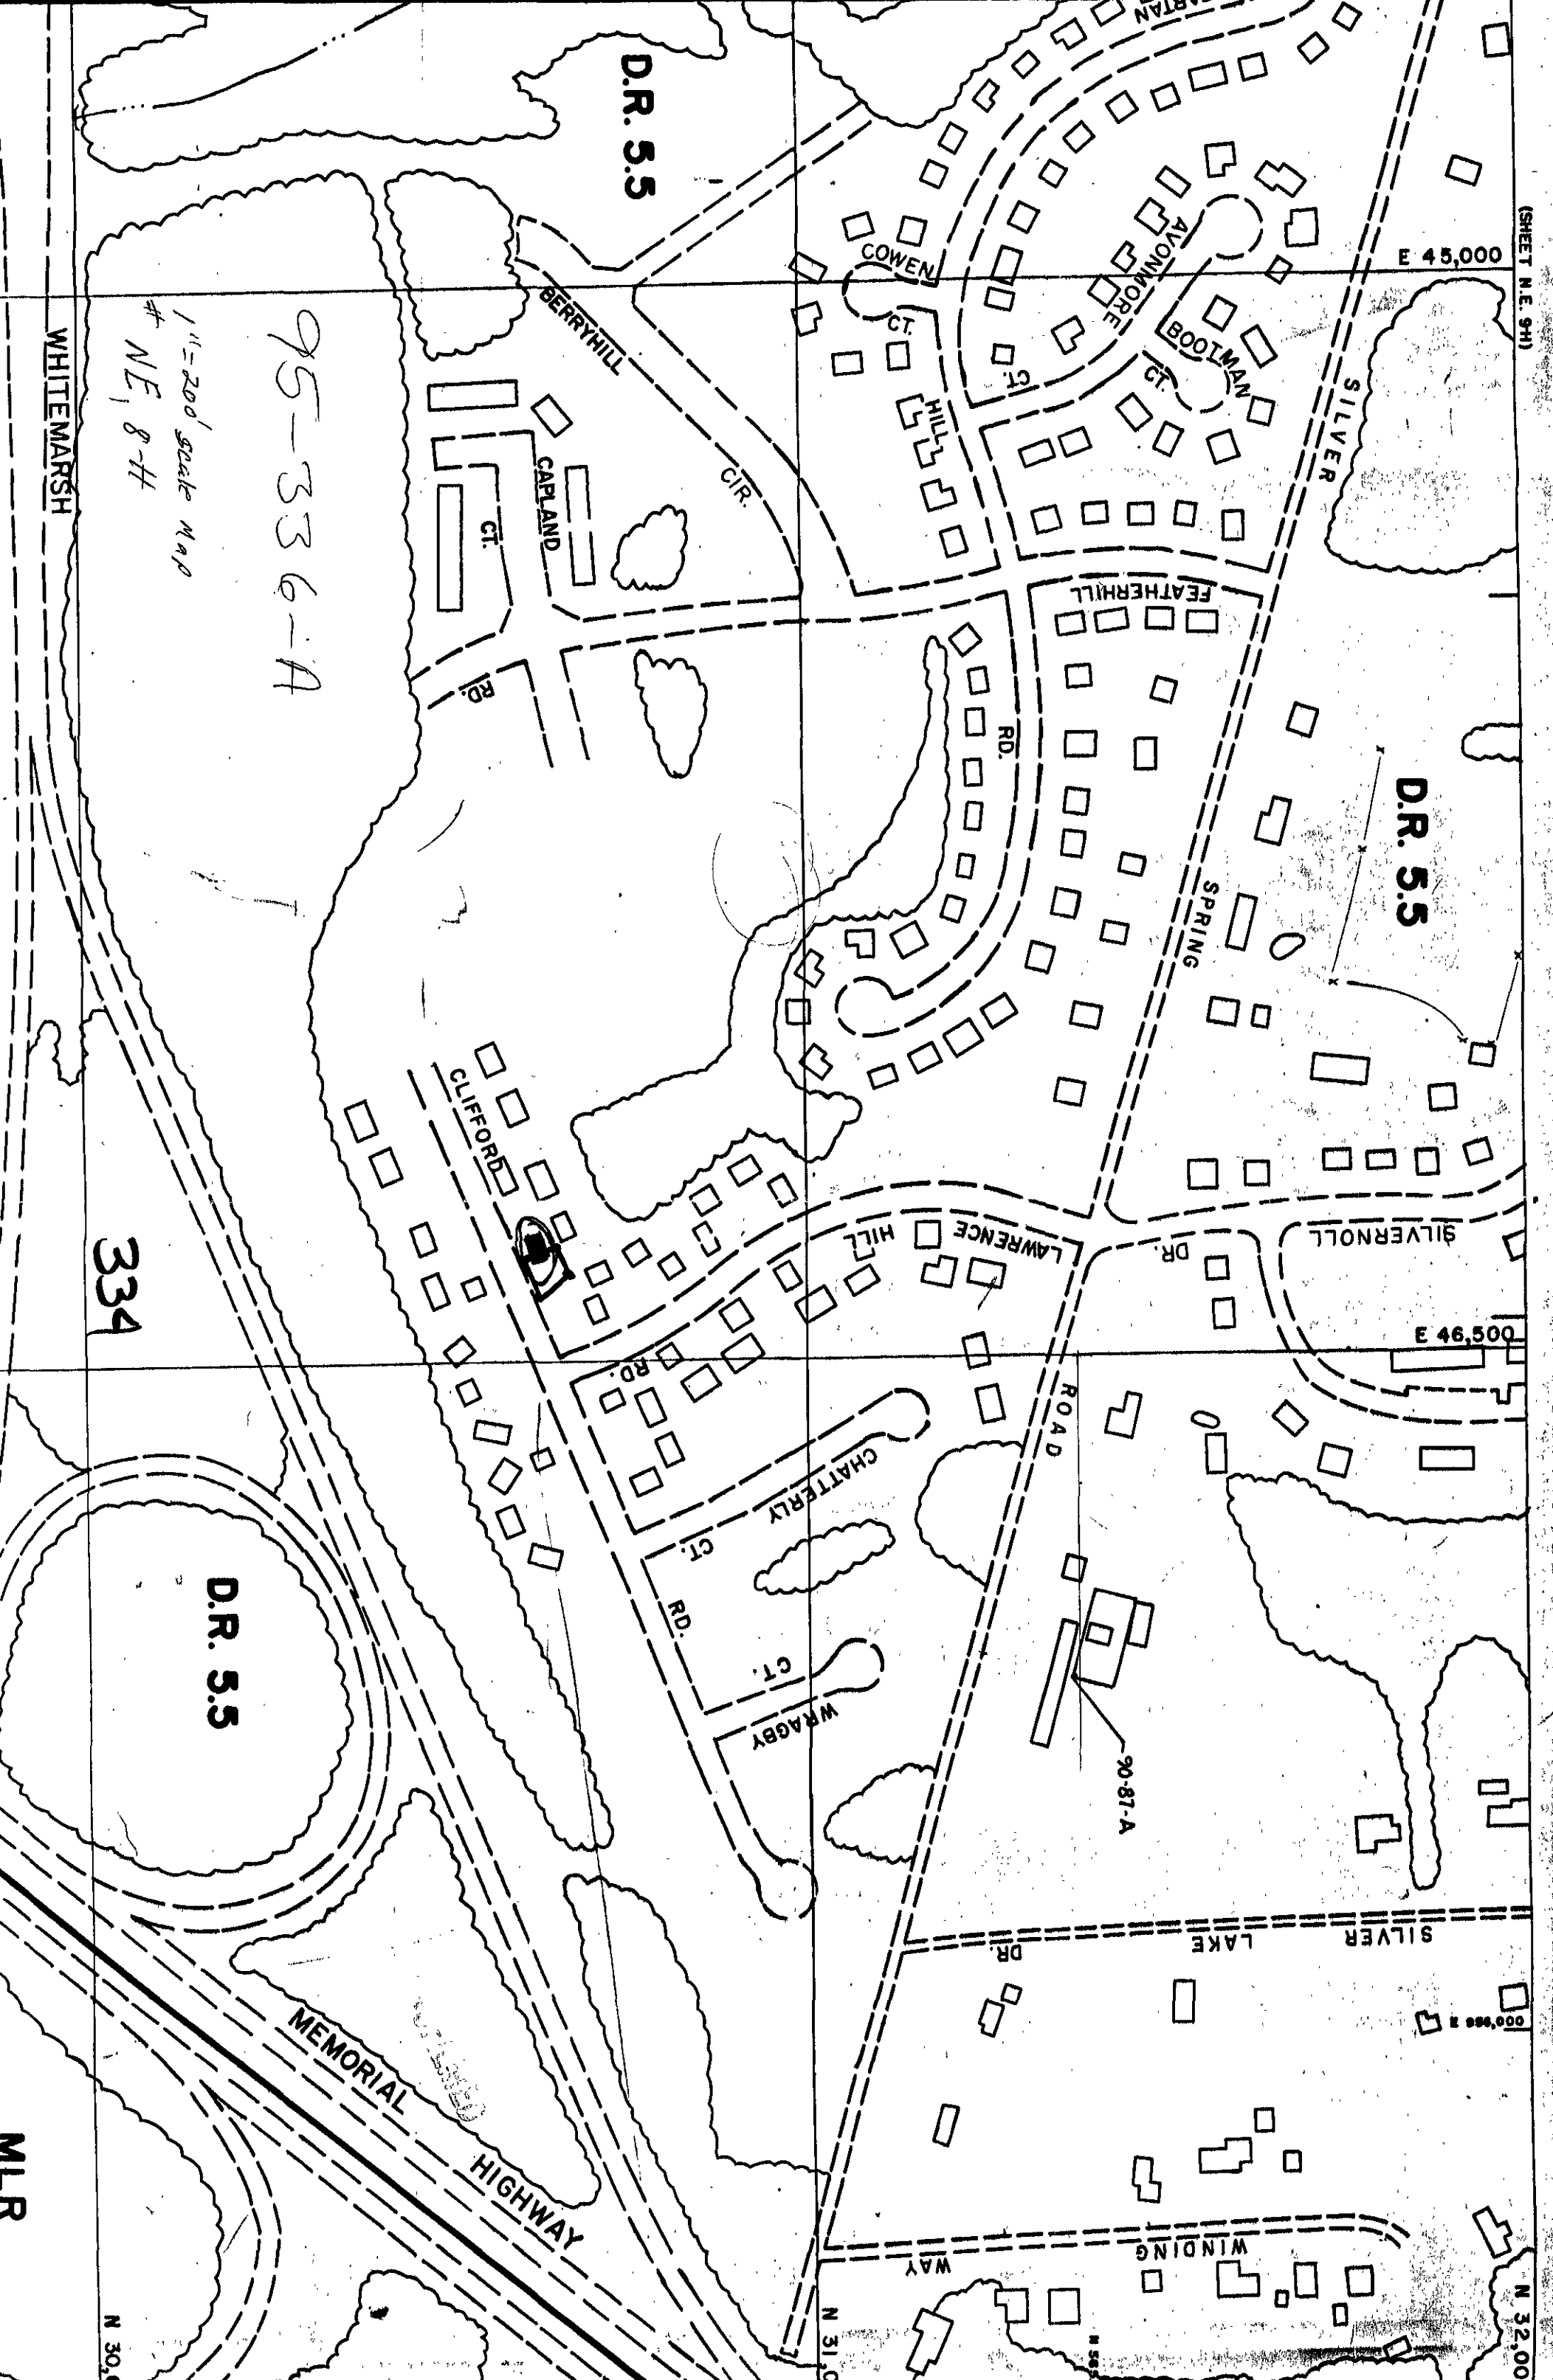 (SHEET N.E. 9H)
E 45,000
D.R. 5.5
SILVER
SPRING
ROAD
AVONMORE
CT.
BOOTMAN
CT.
COWEN
CT.
HILL
RD.
FEATHERHILL
BERRYHILL
CIR.
CAPLAND
CT.
RD.
WHITEMARSH
1"=200' scale Map
# NE, 8-H
95-336-A
D.R. 5.5
SILVERNOLL
DR.
E 46,500
LAWRENCE
HILL
RD.
CLIFFORD
RD.
CHATTERLY
CT.
WRAGBY
CT.
90-87-A
334
D.R. 5.5
SILVER
LAKE
DR.
E 956,000
MEMORIAL
HIGHWAY
WINDING
WAY
MLR